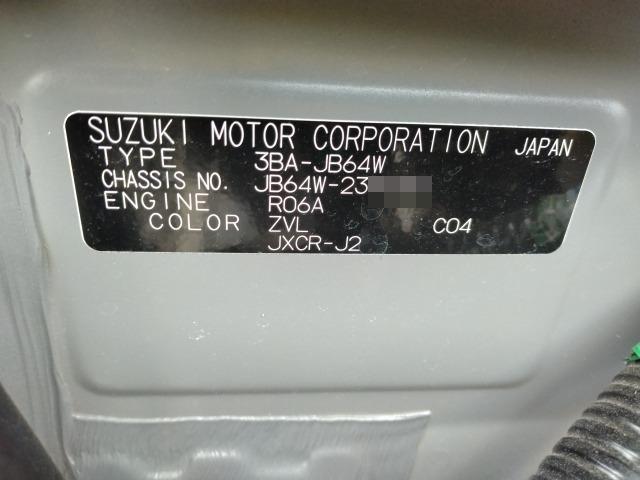 SUZUKI MOTOR CORPORATION JAPAN
TYPE 3BA-JB64W
CHASSIS NO. JB64W-23
ENGINE R06A
COLOR ZVL C04
JXCR-J2